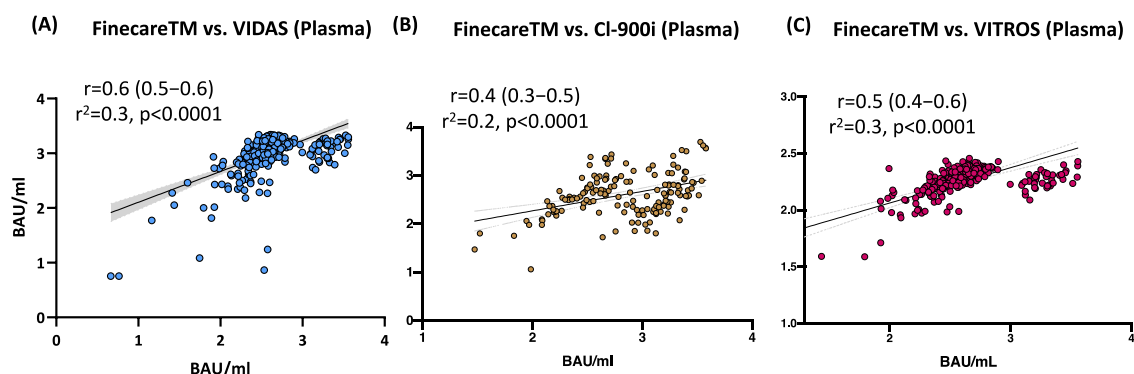 (A) FinecareTM vs. VIDAS (Plasma)
r=0.6 (0.5−0.6)
r²=0.3, p<0.0001
BAU/ml
4
3
2
1
0
0 1 2 3 4
BAU/ml
(B) FinecareTM vs. Cl-900i (Plasma)
r=0.4 (0.3−0.5)
r²=0.2, p<0.0001
4
3
2
1
0
1 2 3 4
BAU/ml
(C) FinecareTM vs. VITROS (Plasma)
r=0.5 (0.4−0.6)
r²=0.3, p<0.0001
3.0
2.5
2.0
1.5
1.0
2 3 4
BAU/mL